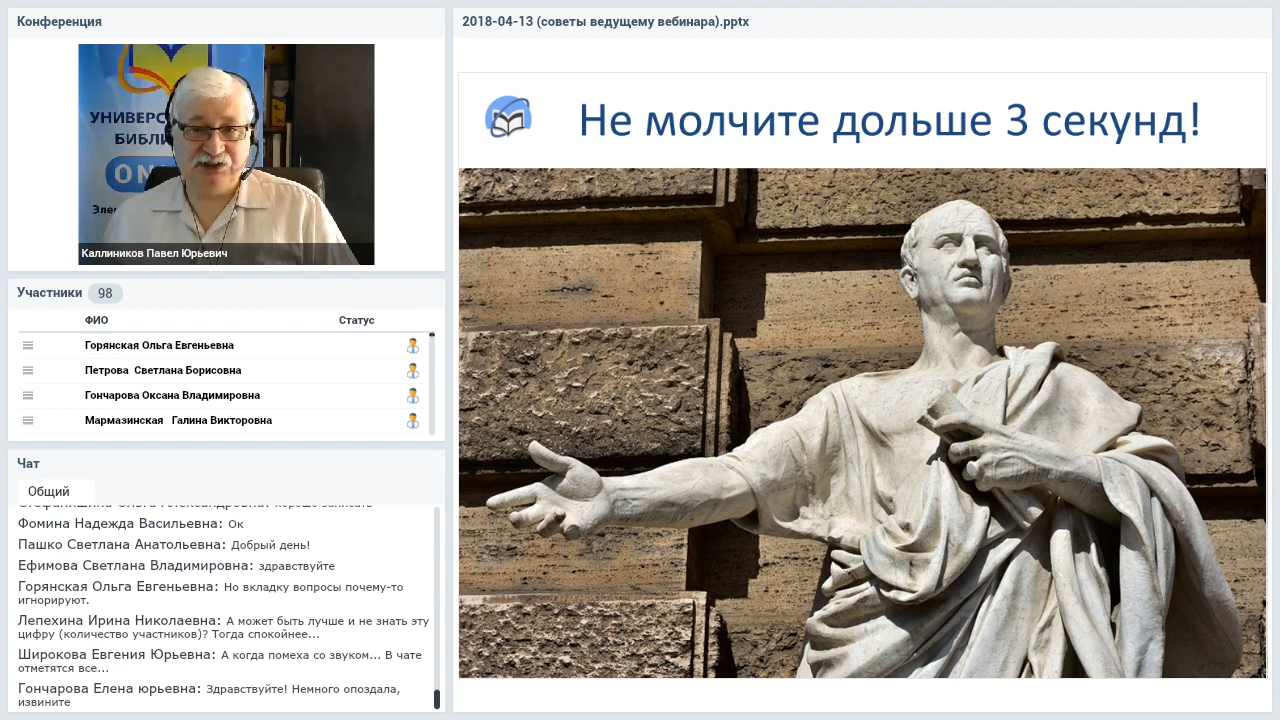 Конференция
УНИВЕРС
БИБЛИ
ON
Эле
Каллиников Павел Юрьевич
Участники 98
ФИО Статус
Горянская Ольга Евгеньевна
Петрова Светлана Борисовна
Гончарова Оксана Владимировна
Мармазинская Галина Викторовна
Чат
Общий
Фомина Надежда Васильевна: Ок
Пашко Светлана Анатольевна: Добрый день!
Ефимова Светлана Владимировна: здравствуйте
Горянская Ольга Евгеньевна: Но вкладку вопросы почему-то
игнорируют.
Лепехина Ирина Николаевна: А может быть лучше и не знать эту
цифру (количество участников)? Тогда спокойнее...
Широкова Евгения Юрьевна: А когда помеха со звуком... В чате
отметятся все...
Гончарова Елена юрьевна: Здравствуйте! Немного опоздала,
извините
2018-04-13 (советы ведущему вебинара).pptx
Не молчите дольше 3 секунд!